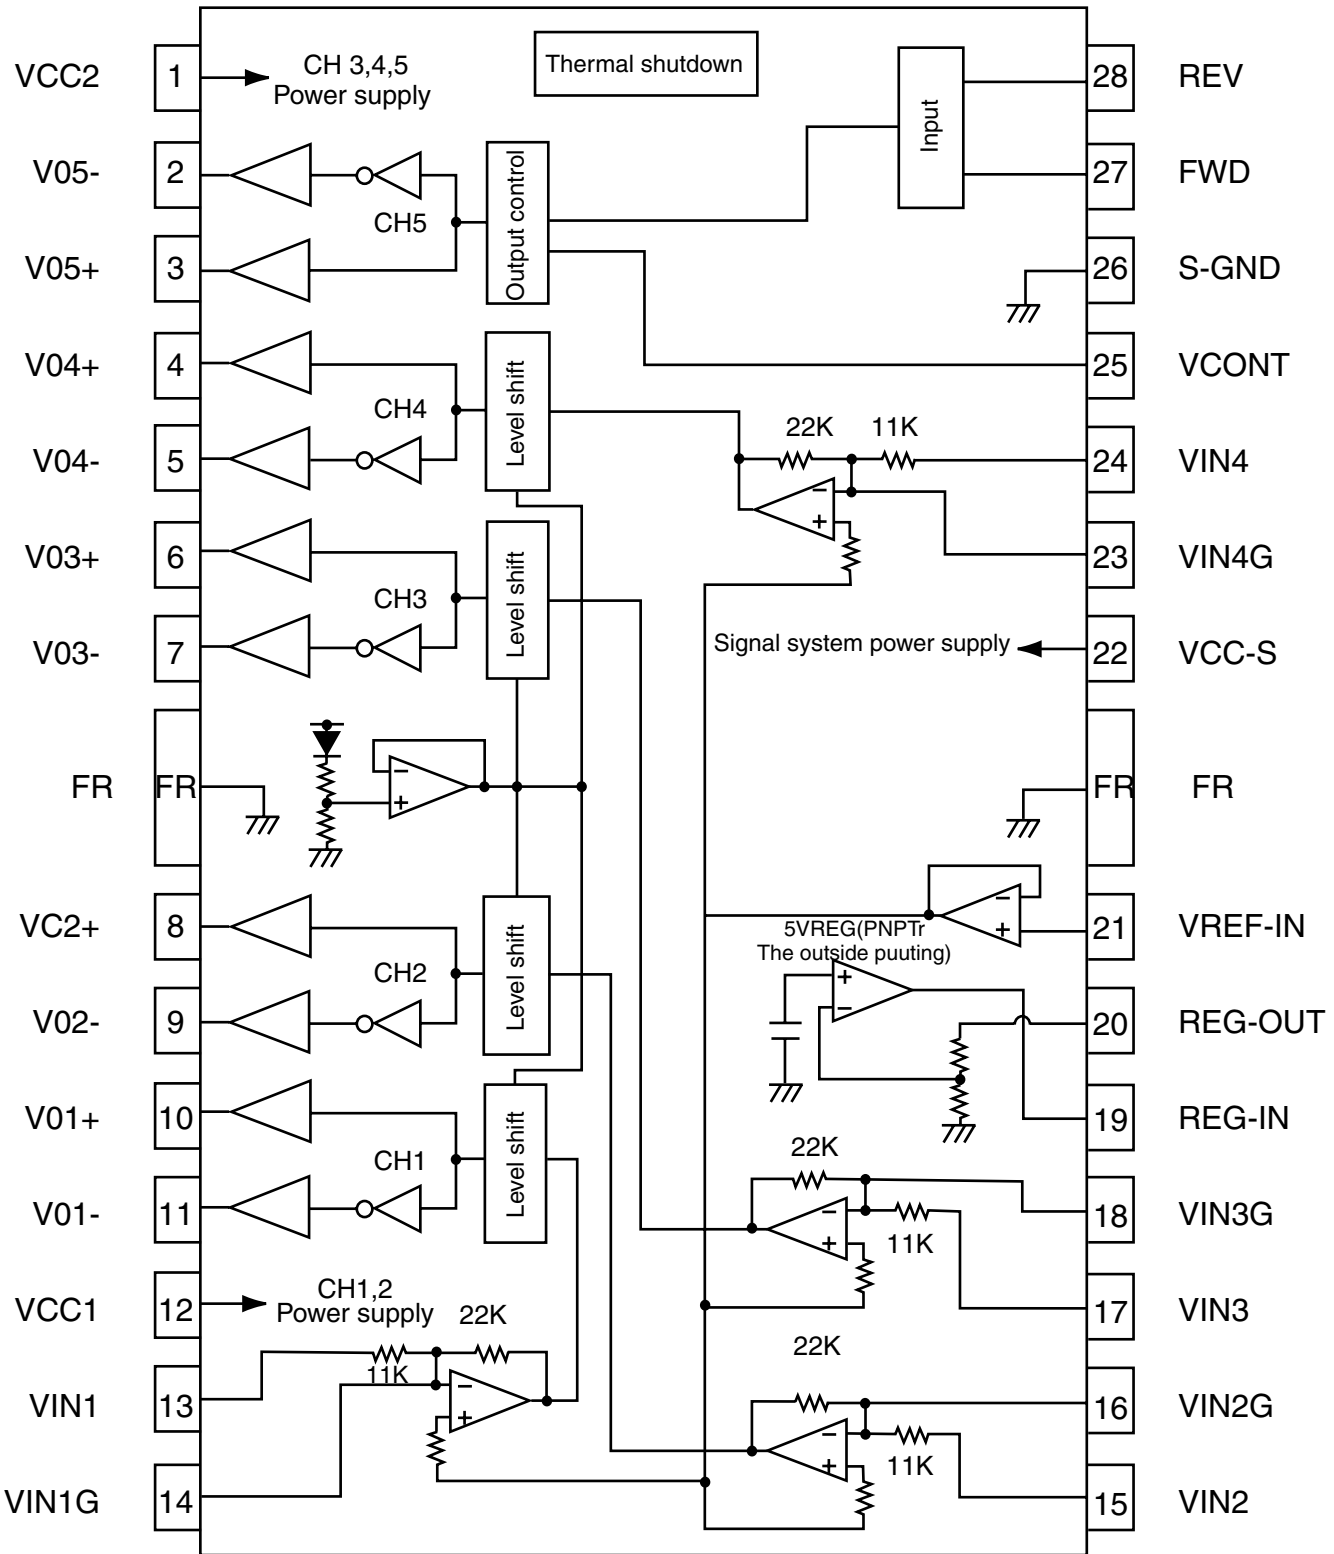 VCC2 1 CH 3,4,5 Thermal shutdown 28 REV
Power supply
Input
V05- 2 27 FWD
CH5 Output control
V05+ 3 26 S-GND
V04+ 4 25 VCONT
CH4 Level shift 22K 11K
V04- 5 − 24 VIN4
+
V03+ 6 23 VIN4G
CH3 Level shift
V03- 7 Signal system power supply 22 VCC-S
FR FR − FR FR
+
VC2+ 8 − 21 VREF-IN
+
5VREG(PNPTr
The outside puuting)
CH2 Level shift +
V02- 9 − 20 REG-OUT
V01+ 10 19 REG-IN
CH1 Level shift 22K
V01- 11 − 18 VIN3G
+ 11K
VCC1 12 CH1,2 17 VIN3
Power supply 22K
22K
11K
VIN1 13 − 16 VIN2G
+ −
+ 11K
VIN1G 14 15 VIN2